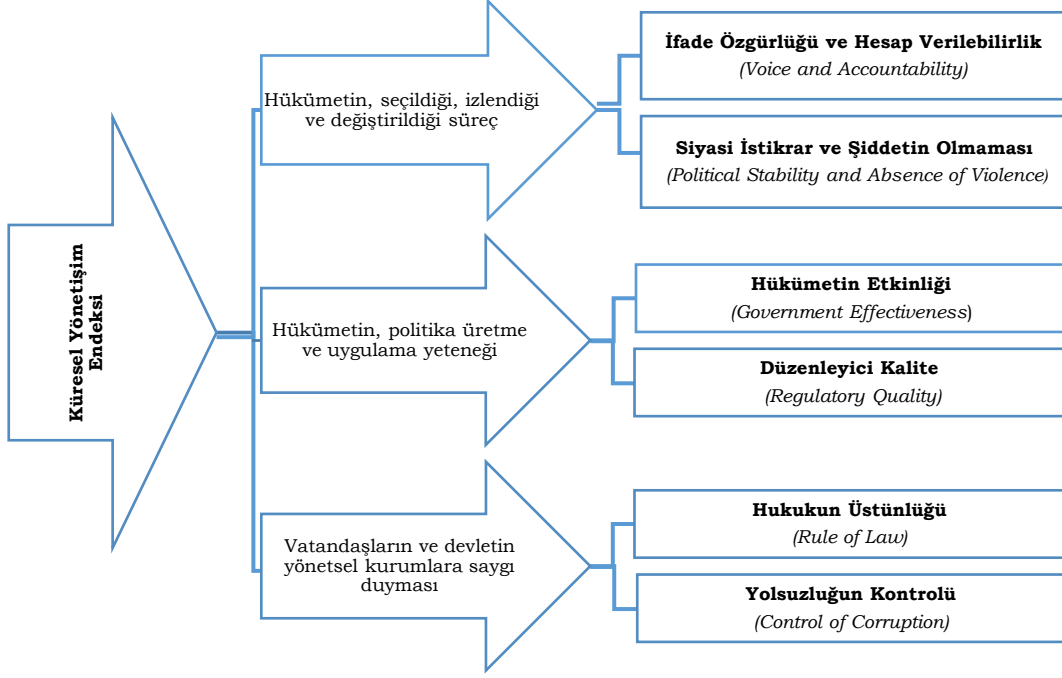 Küresel Yönetişim
Endeksi
Hükümetin, seçildiği, izlendiği
ve değiştirildiği süreç
İfade Özgürlüğü ve Hesap Verilebilirlik
(Voice and Accountability)
Siyasi İstikrar ve Şiddetin Olmaması
(Political Stability and Absence of Violence)
Hükümetin, politika üretme
ve uygulama yeteneği
Hükümetin Etkinliği
(Government Effectiveness)
Düzenleyici Kalite
(Regulatory Quality)
Vatandaşların ve devletin
yönetsel kurumlara saygı
duyması
Hukukun Üstünlüğü
(Rule of Law)
Yolsuzluğun Kontrolü
(Control of Corruption)